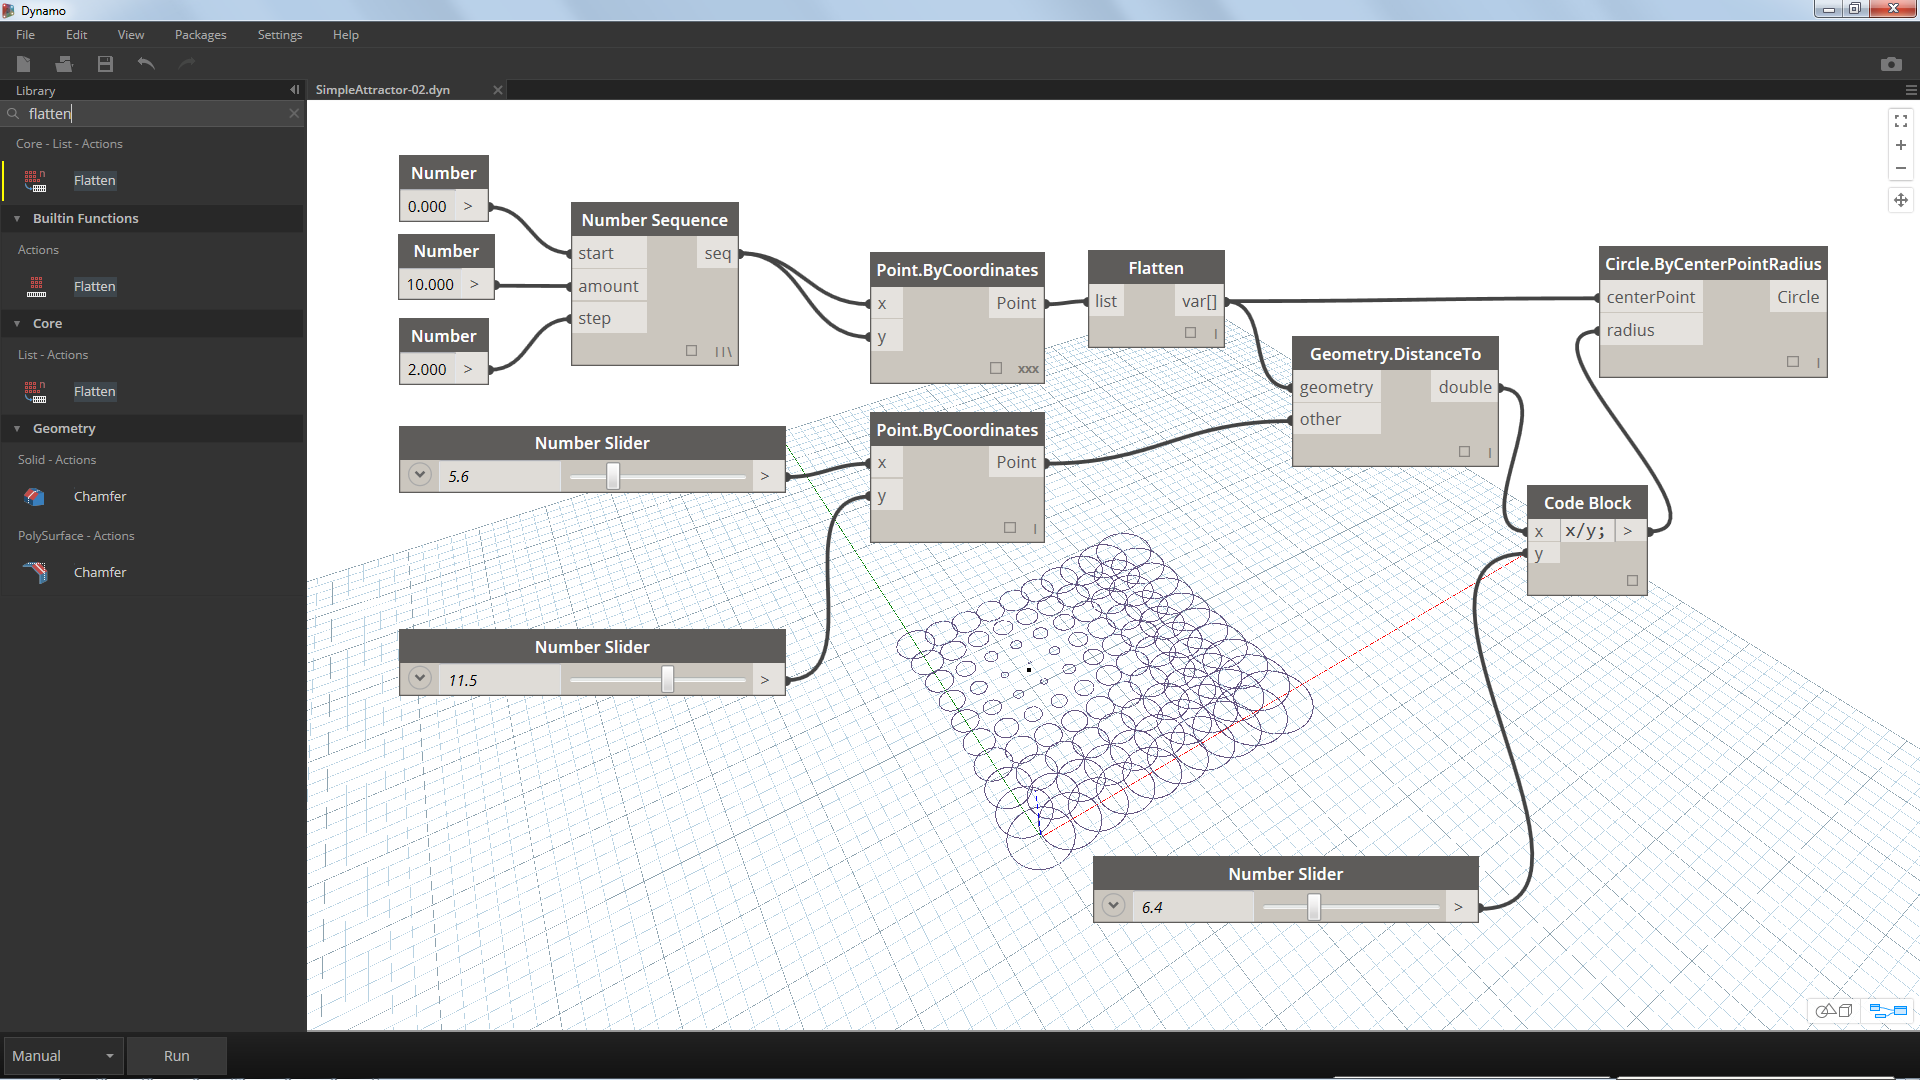 Dynamo
File Edit View Packages Settings Help
Library
SimpleAttractor-02.dyn
flatten
Core - List - Actions
Flatten
Builtin Functions
Actions
Flatten
Core
List - Actions
Flatten
Geometry
Solid - Actions
Chamfer
PolySurface - Actions
Chamfer
Number
0.000 >
Number
10.000 >
Number
2.000 >
Number Sequence
start seq
amount
step
Point.ByCoordinates
x Point
y
xxx
Flatten
list var[]
Circle.ByCenterPointRadius
centerPoint Circle
radius
Geometry.DistanceTo
geometry double
other
Number Slider
5.6 >
Point.ByCoordinates
x Point
y
Code Block
x x/y; >
y
Number Slider
11.5 >
Number Slider
6.4 >
Manual Run